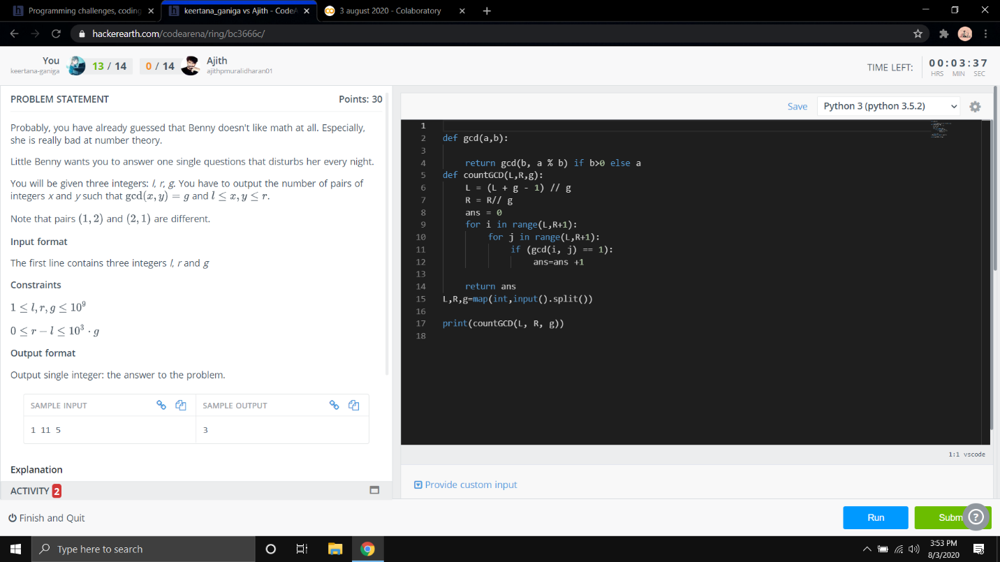 Programming challenges, coding
keertana_ganiga vs Ajith - CodeA
3 august 2020 - Colaboratory
hackerearth.com/codearena/ring/bc3666c/
You
keertana-ganiga
13 / 14
0 / 14
Ajith
ajithpmuralidharan01
TIME LEFT:
00:03:37
HRS MIN SEC
PROBLEM STATEMENT
Points: 30
Probably, you have already guessed that Benny doesn't like math at all. Especially,
she is really bad at number theory.
Little Benny wants you to answer one single questions that disturbs her every night.
You will be given three integers: l, r, g. You have to output the number of pairs of
integers x and y such that gcd(x, y) = g and l ≤ x, y ≤ r.
Note that pairs (1, 2) and (2, 1) are different.
Input format
The first line contains three integers l, r and g
Constraints
1 ≤ l, r, g ≤ 10⁹
0 ≤ r − l ≤ 10³ · g
Output format
Output single integer: the answer to the problem.
SAMPLE INPUT
SAMPLE OUTPUT
1 11 5
3
Explanation
ACTIVITY 2
Finish and Quit
Save
Python 3 (python 3.5.2)
1
2 def gcd(a,b):
3
4 return gcd(b, a % b) if b>0 else a
5 def countGCD(L,R,g):
6 L = (L + g - 1) // g
7 R = R// g
8 ans = 0
9 for i in range(L,R+1):
10 for j in range(L,R+1):
11 if (gcd(i, j) == 1):
12 ans=ans +1
13
14 return ans
15 L,R,g=map(int,input().split())
16
17 print(countGCD(L, R, g))
18
1:1 vscode
Provide custom input
Run
Subm
?
Type here to search
3:53 PM
8/3/2020